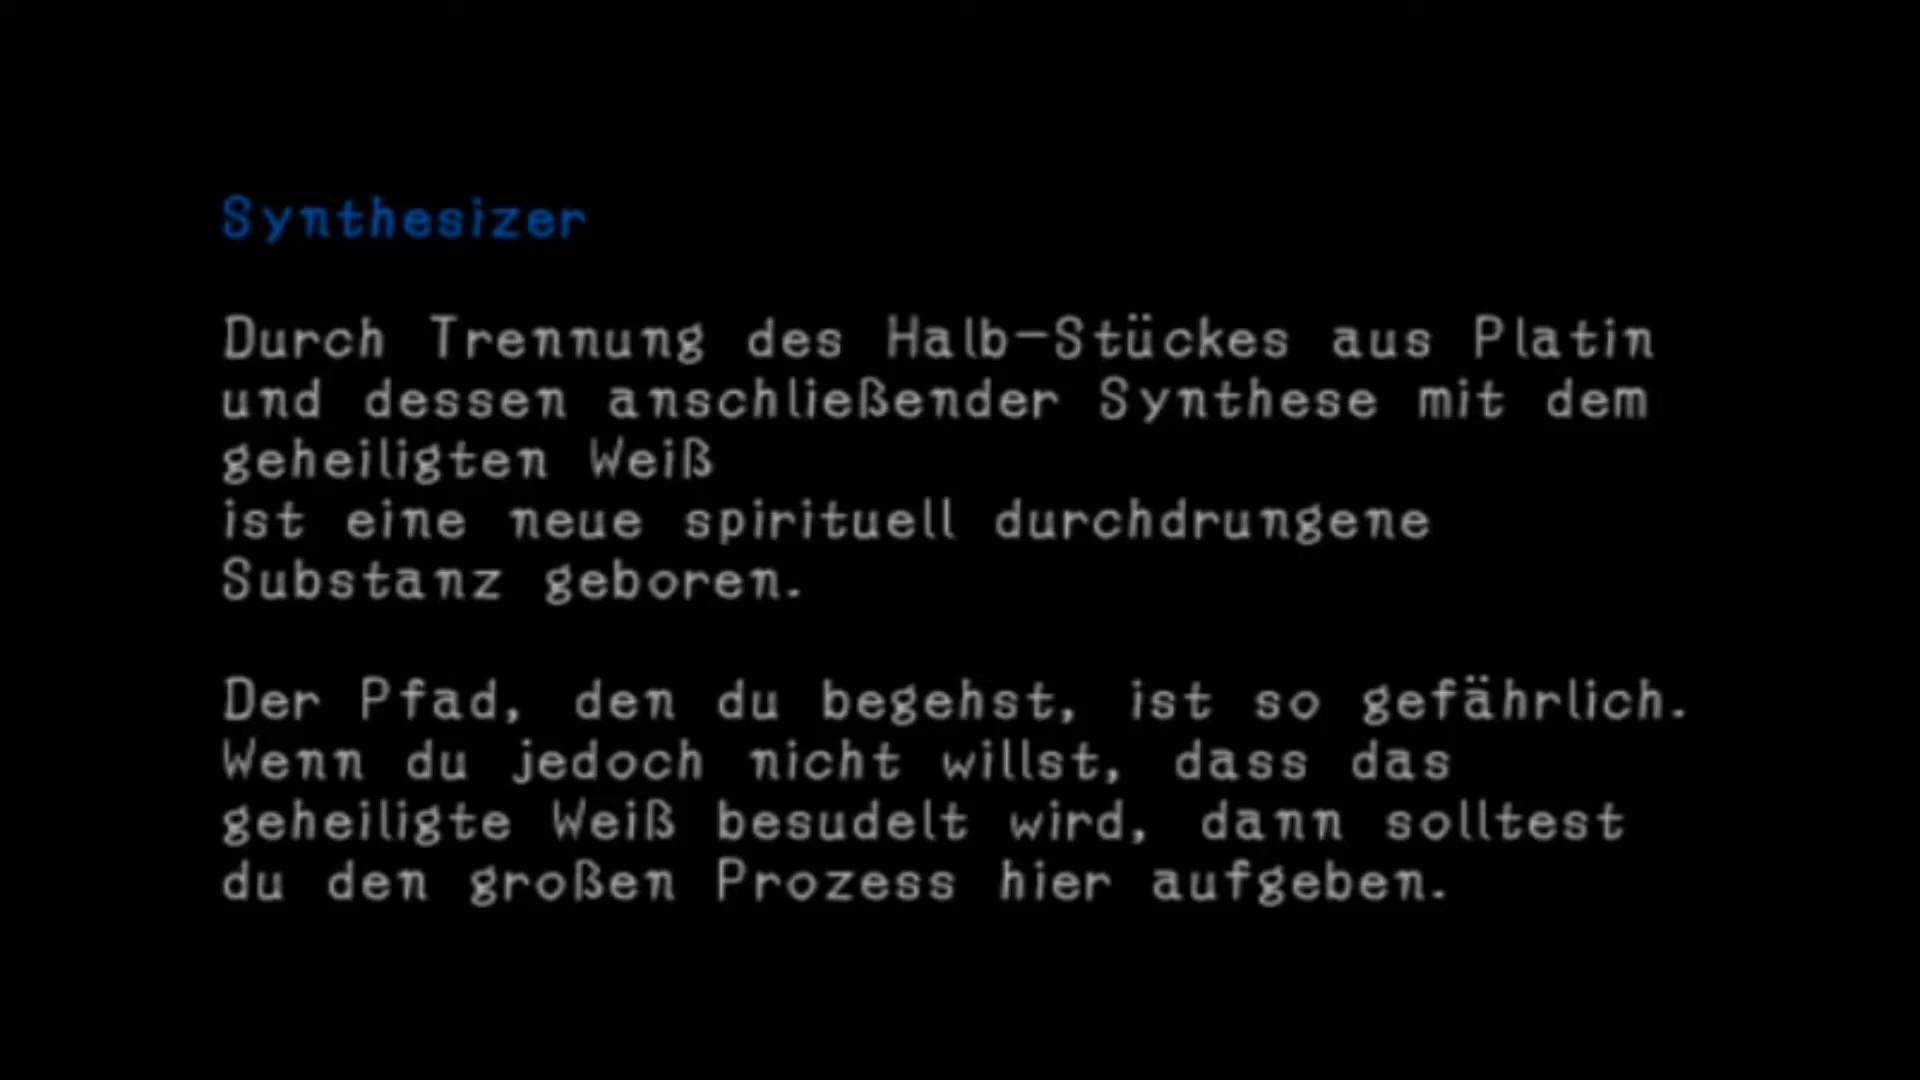 Synthesizer
Durch Trennung des Halb-Stückes aus Platin
und dessen anschließender Synthese mit dem
geheiligten Weiß
ist eine neue spirituell durchdrungene
Substanz geboren.
Der Pfad, den du begehst, ist so gefährlich.
Wenn du jedoch nicht willst, dass das
geheiligte Weiß besudelt wird, dann solltest
du den großen Prozess hier aufgeben.